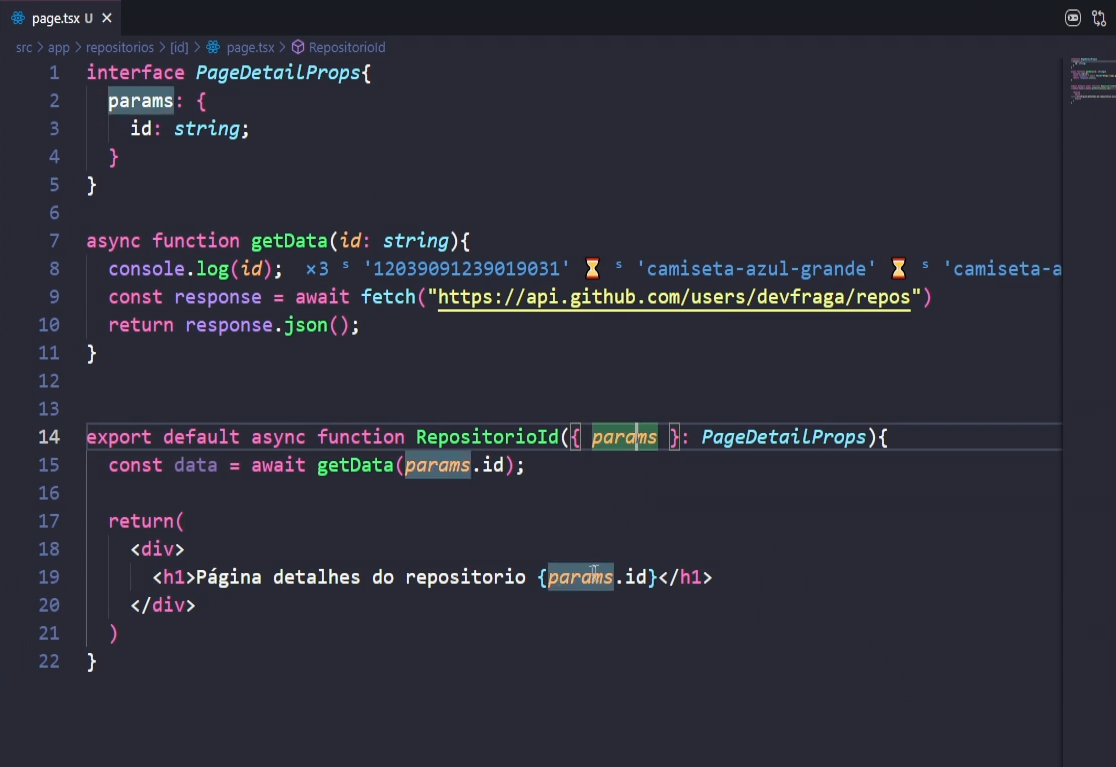 page.tsx U ×
src > app > repositorios > [id] > page.tsx > RepositorioId
1 interface PageDetailProps{
2 params: {
3 id: string;
4 }
5 }
6
7 async function getData(id: string){
8 console.log(id); ×3 ˢ '12039091239019031' ⏳ ˢ 'camiseta-azul-grande' ⏳ ˢ 'camiseta-a
9 const response = await fetch("https://api.github.com/users/devfraga/repos")
10 return response.json();
11 }
12
13
14 export default async function RepositorioId({ params }: PageDetailProps){
15 const data = await getData(params.id);
16
17 return(
18 <div>
19 <h1>Página detalhes do repositorio {params.id}</h1>
20 </div>
21 )
22 }